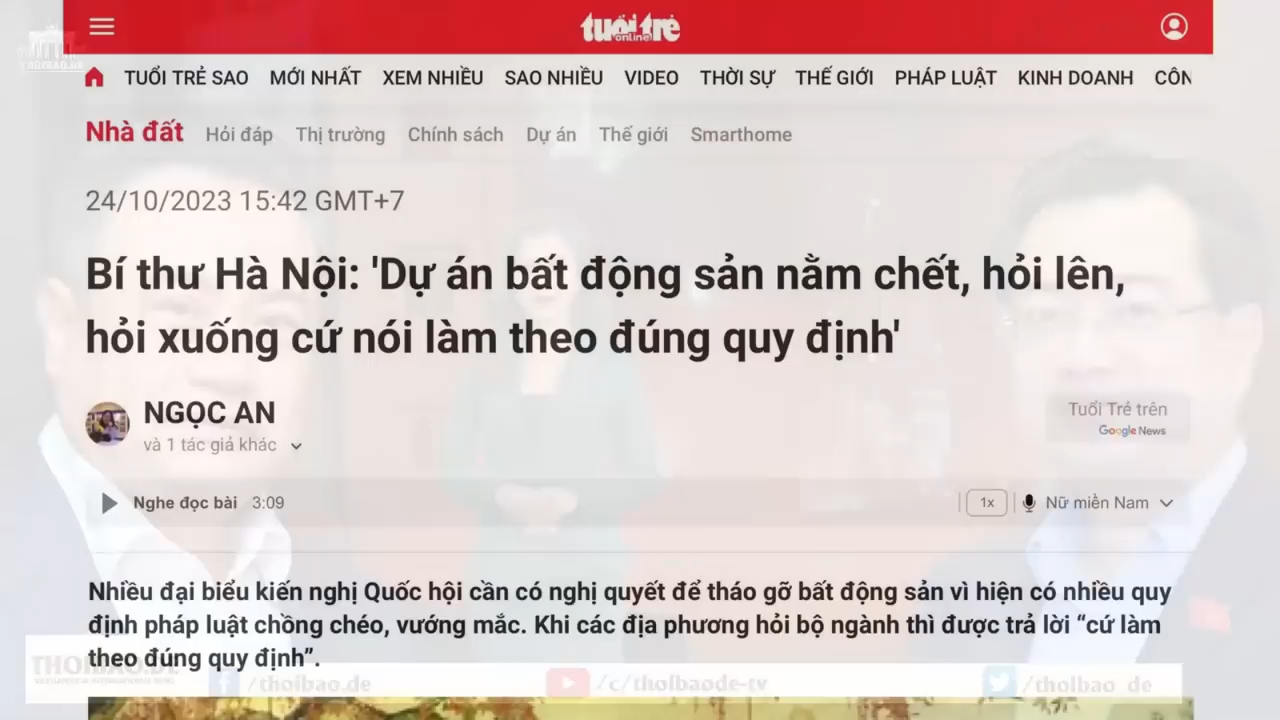 tuổi trẻ
online
THOIBAO.DE
TUỔI TRẺ SAO MỚI NHẤT XEM NHIỀU SAO NHIỀU VIDEO THỜI SỰ THẾ GIỚI PHÁP LUẬT KINH DOANH CÔN
Nhà đất Hỏi đáp Thị trường Chính sách Dự án Thế giới Smarthome
24/10/2023 15:42 GMT+7
Bí thư Hà Nội: 'Dự án bất động sản nằm chết, hỏi lên,
hỏi xuống cứ nói làm theo đúng quy định'
NGỌC AN
và 1 tác giả khác
Tuổi Trẻ trên
Google News
Nghe đọc bài 3:09 1x Nữ miền Nam
Nhiều đại biểu kiến nghị Quốc hội cần có nghị quyết để tháo gỡ bất động sản vì hiện có nhiều quy
định pháp luật chồng chéo, vướng mắc. Khi các địa phương hỏi bộ ngành thì được trả lời “cứ làm
theo đúng quy định”.
THOIBAO.DE
/thoibao.de /c/thoibaode-tv /thoibao_de